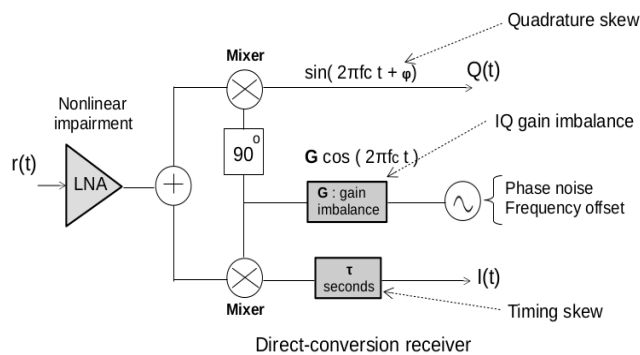 Quadrature skew
Mixer
sin( 2πfc t + φ)
Q(t)
Nonlinear
impairment
IQ gain imbalance
90°
G cos ( 2πfc t )
r(t)
LNA
+
G : gain
imbalance
Phase noise
Frequency offset
τ
seconds
I(t)
Mixer
Timing skew
Direct-conversion receiver